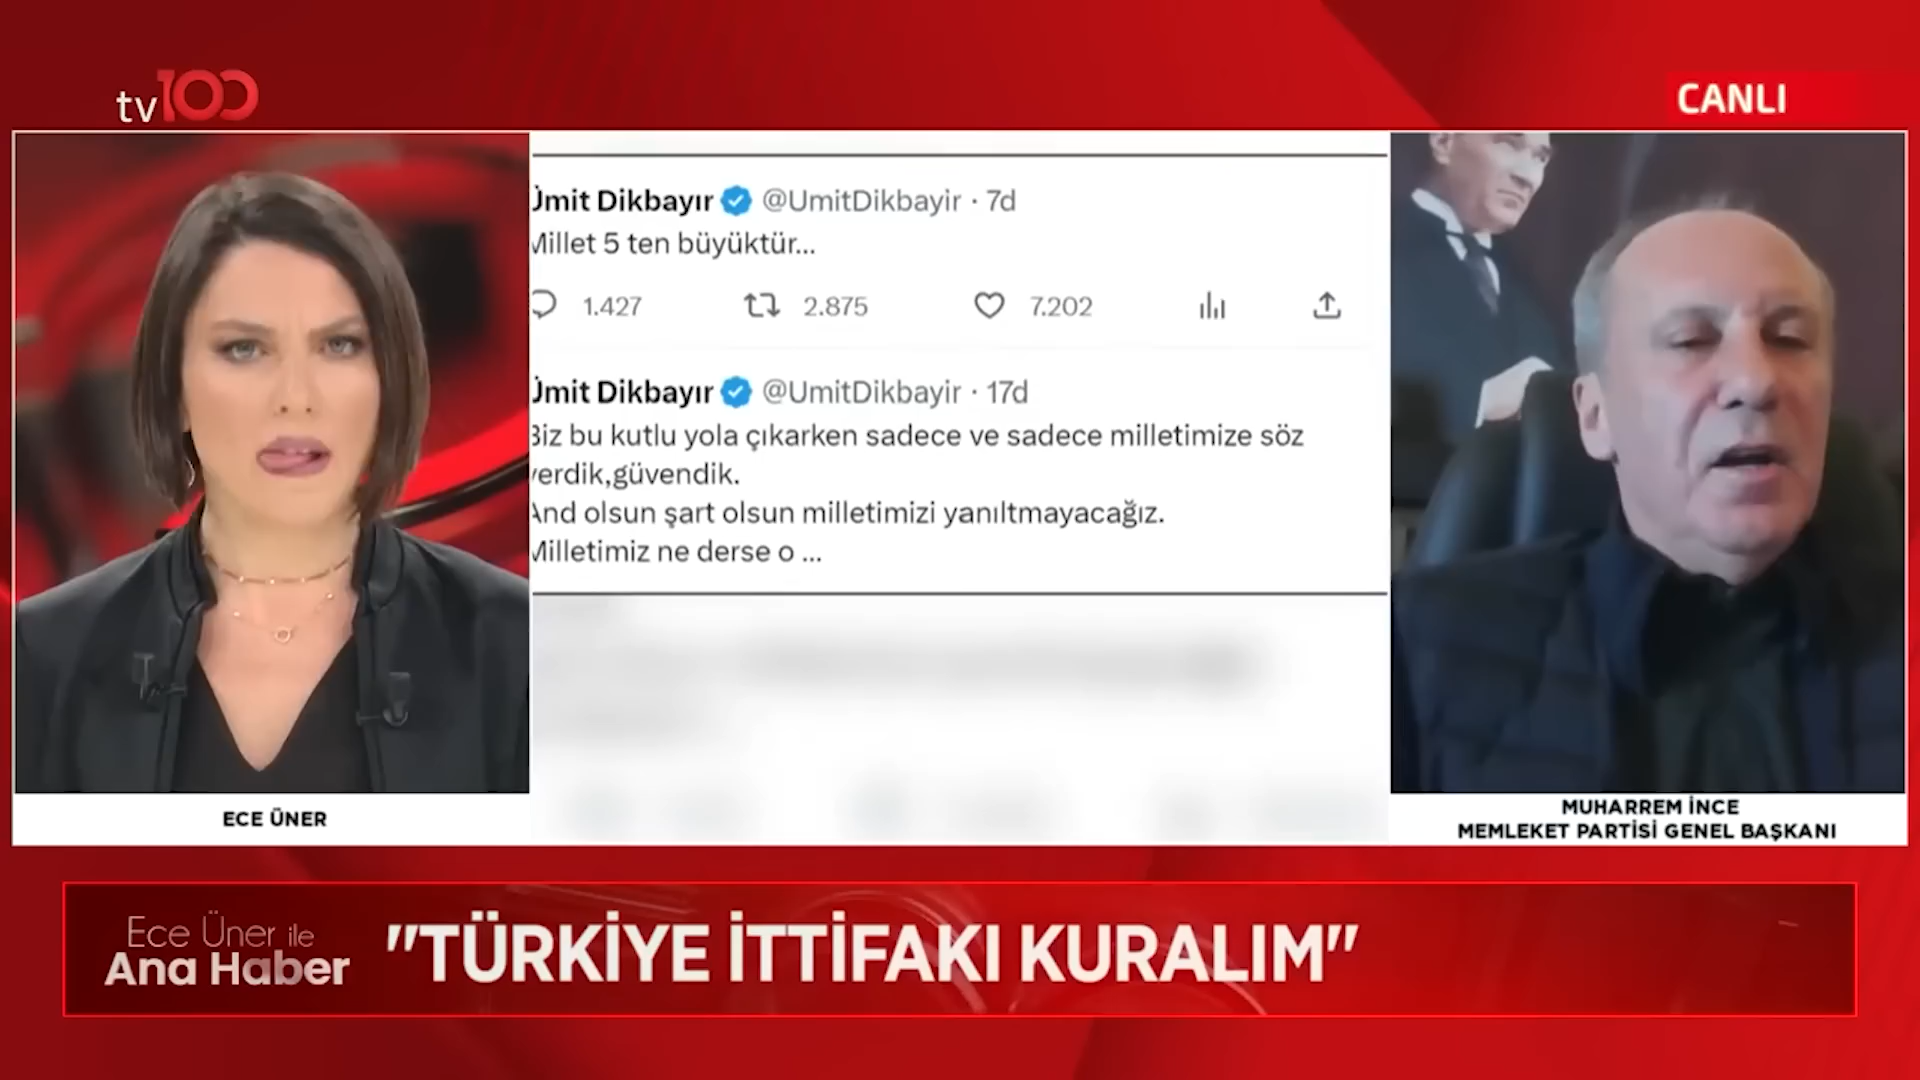 tv100
CANLI
Ümit Dikbayır @UmitDikbayir · 7d
Millet 5 ten büyüktür...
1.427 2.875 7.202
Ümit Dikbayır @UmitDikbayir · 17d
Biz bu kutlu yola çıkarken sadece ve sadece milletimize söz
verdik,güvendik.
And olsun şart olsun milletimizi yanıltmayacağız.
Milletimiz ne derse o ...
ECE ÜNER
MUHARREM İNCE
MEMLEKET PARTİSİ GENEL BAŞKANI
Ece Üner ile
Ana Haber
"TÜRKİYE İTTİFAKI KURALIM"